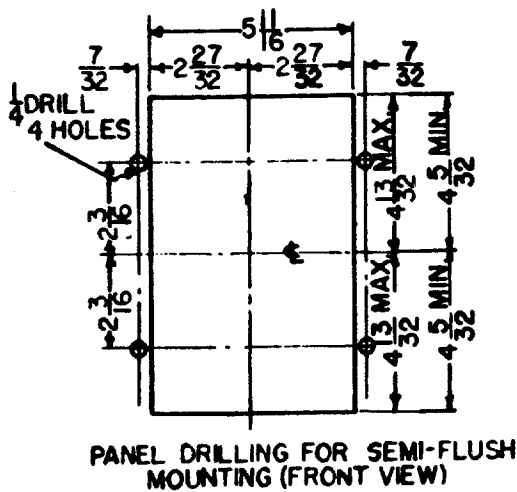 5 11/16
7/32
2 27/32
2 27/32
7/32
1/4 DRILL
4 HOLES
2 3/16
2 3/16
4 13/32 MAX
4 13/32 MAX
4 5/32 MIN
4 5/32 MIN
PANEL DRILLING FOR SEMI-FLUSH
MOUNTING (FRONT VIEW)